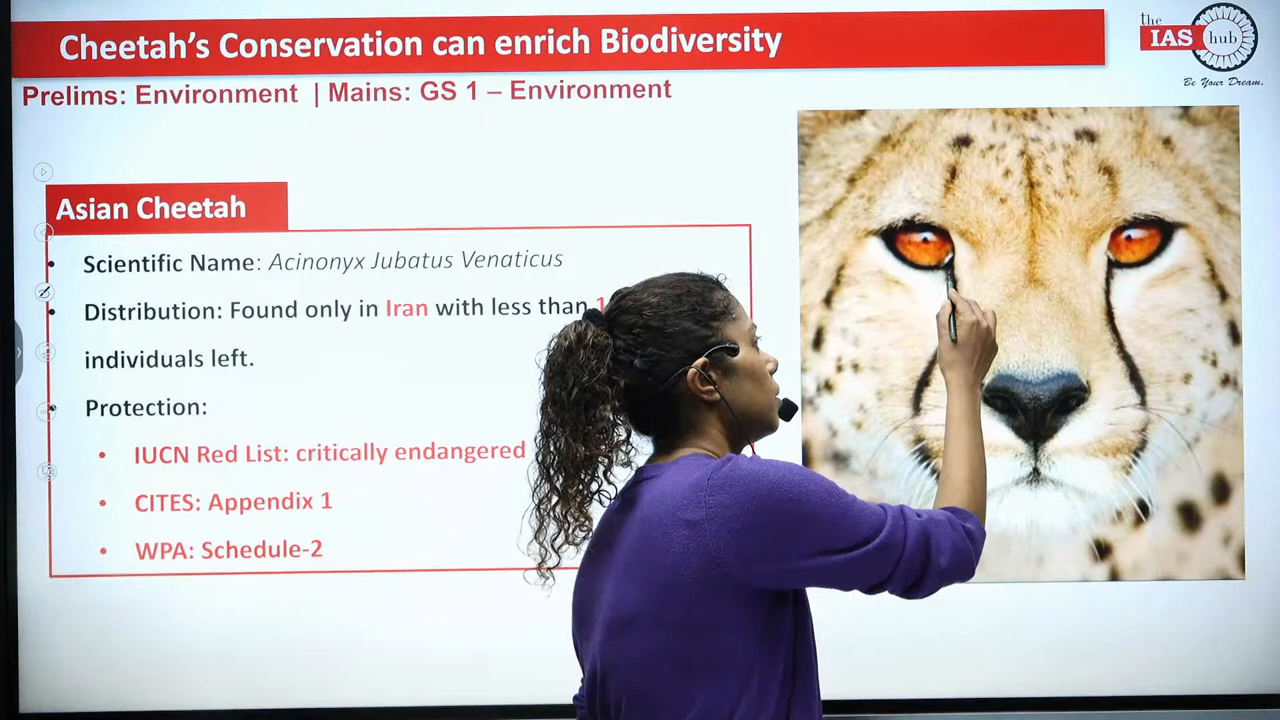 Cheetah's Conservation can enrich Biodiversity
the
IAS hub
Be Your Dream.
Prelims: Environment | Mains: GS 1 – Environment
Asian Cheetah
• Scientific Name: Acinonyx Jubatus Venaticus
• Distribution: Found only in Iran with less than
individuals left.
• Protection:
• IUCN Red List: critically endangered
• CITES: Appendix 1
• WPA: Schedule-2